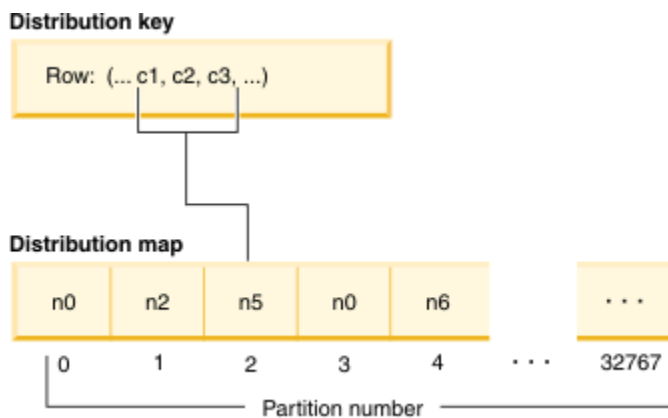 Distribution key
Row: (... c1, c2, c3, ...)
Distribution map
n0 n2 n5 n0 n6 ...
0 1 2 3 4 ... 32767
Partition number